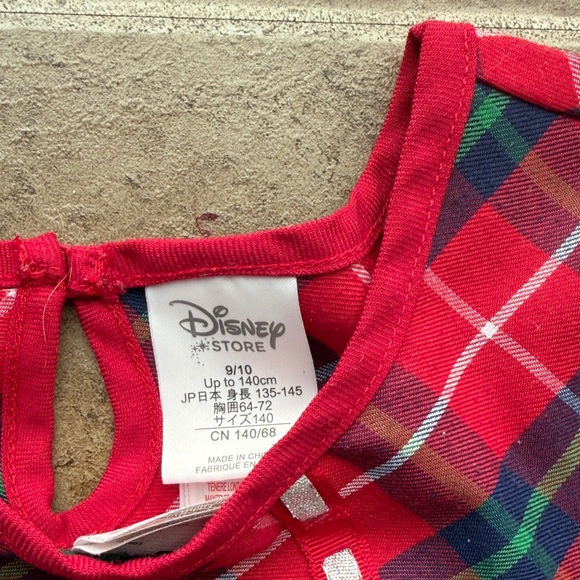 Disney
STORE
9/10
Up to 140cm
JP日本 身長 135-145
胸囲64-72
サイズ140
CN 140/68
MADE IN
FABRIQUÉ EN